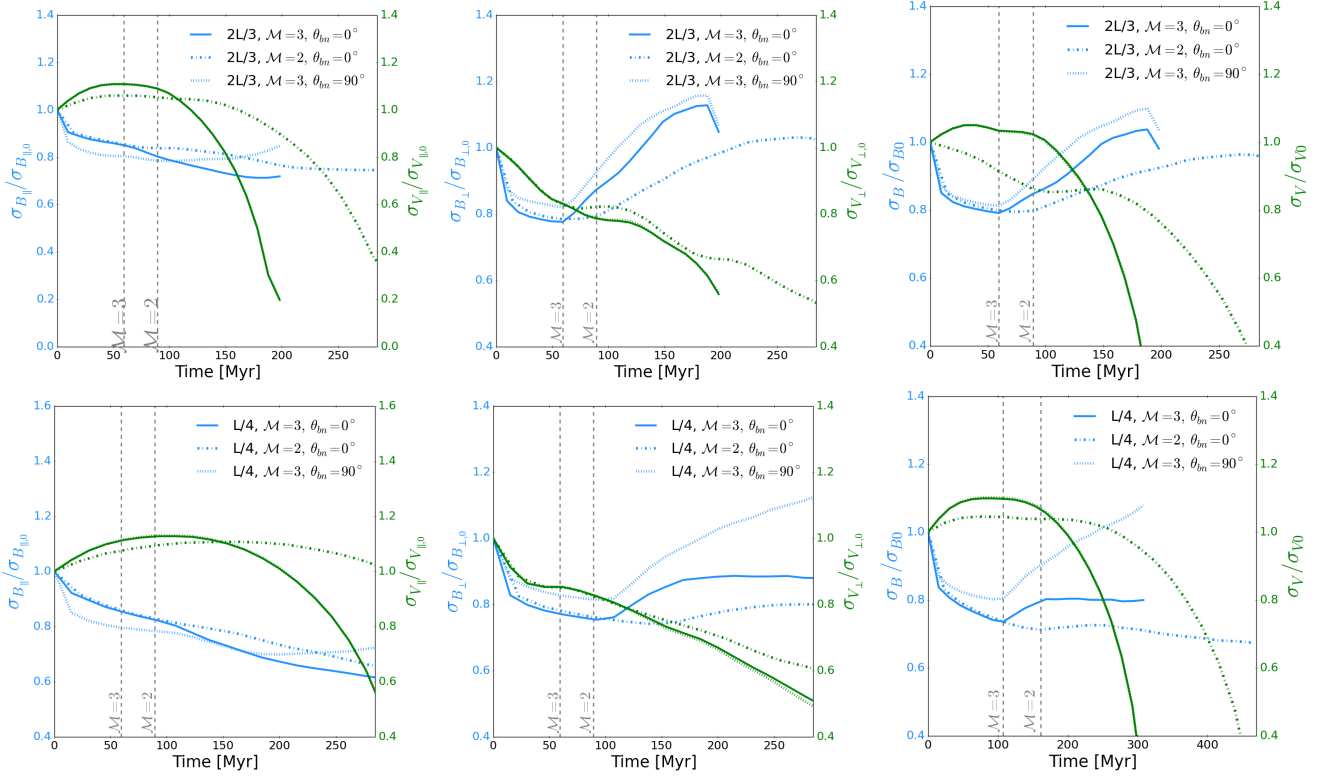 1.4
1.2
1.0
0.8
0.6
0.4
0.2
0.0
σ_{B_∥}/σ_{B_{∥,0}}
2L/3, ℳ=3, θ_{bn}=0°
2L/3, ℳ=2, θ_{bn}=0°
2L/3, ℳ=3, θ_{bn}=90°
ℳ=3
ℳ=2
1.4
1.2
1.0
0.8
0.6
0.4
0.2
0.0
σ_{V_∥}/σ_{V_{∥,0}}
0 50 100 150 200 250
Time [Myr]
1.4
1.2
1.0
0.8
0.6
0.4
σ_{B_⊥}/σ_{B_{⊥,0}}
2L/3, ℳ=3, θ_{bn}=0°
2L/3, ℳ=2, θ_{bn}=0°
2L/3, ℳ=3, θ_{bn}=90°
ℳ=3
ℳ=2
1.4
1.2
1.0
0.8
0.6
0.4
σ_{V_⊥}/σ_{V_{⊥,0}}
0 50 100 150 200 250
Time [Myr]
1.4
1.2
1.0
0.8
0.6
0.4
σ_B/σ_{B0}
2L/3, ℳ=3, θ_{bn}=0°
2L/3, ℳ=2, θ_{bn}=0°
2L/3, ℳ=3, θ_{bn}=90°
ℳ=3
ℳ=2
1.4
1.2
1.0
0.8
0.6
0.4
σ_V/σ_{V0}
0 50 100 150 200 250
Time [Myr]
1.6
1.4
1.2
1.0
0.8
0.6
0.4
σ_{B_∥}/σ_{B_{∥,0}}
L/4, ℳ=3, θ_{bn}=0°
L/4, ℳ=2, θ_{bn}=0°
L/4, ℳ=3, θ_{bn}=90°
ℳ=3
ℳ=2
1.6
1.4
1.2
1.0
0.8
0.6
0.4
σ_{V_∥}/σ_{V_{∥,0}}
0 50 100 150 200 250
Time [Myr]
1.4
1.2
1.0
0.8
0.6
0.4
σ_{B_⊥}/σ_{B_{⊥,0}}
L/4, ℳ=3, θ_{bn}=0°
L/4, ℳ=2, θ_{bn}=0°
L/4, ℳ=3, θ_{bn}=90°
ℳ=3
ℳ=2
1.4
1.2
1.0
0.8
0.6
0.4
σ_{V_⊥}/σ_{V_{⊥,0}}
0 50 100 150 200 250
Time [Myr]
1.4
1.2
1.0
0.8
0.6
0.4
σ_B/σ_{B0}
L/4, ℳ=3, θ_{bn}=0°
L/4, ℳ=2, θ_{bn}=0°
L/4, ℳ=3, θ_{bn}=90°
ℳ=3
ℳ=2
1.4
1.2
1.0
0.8
0.6
0.4
σ_V/σ_{V0}
0 100 200 300 400
Time [Myr]